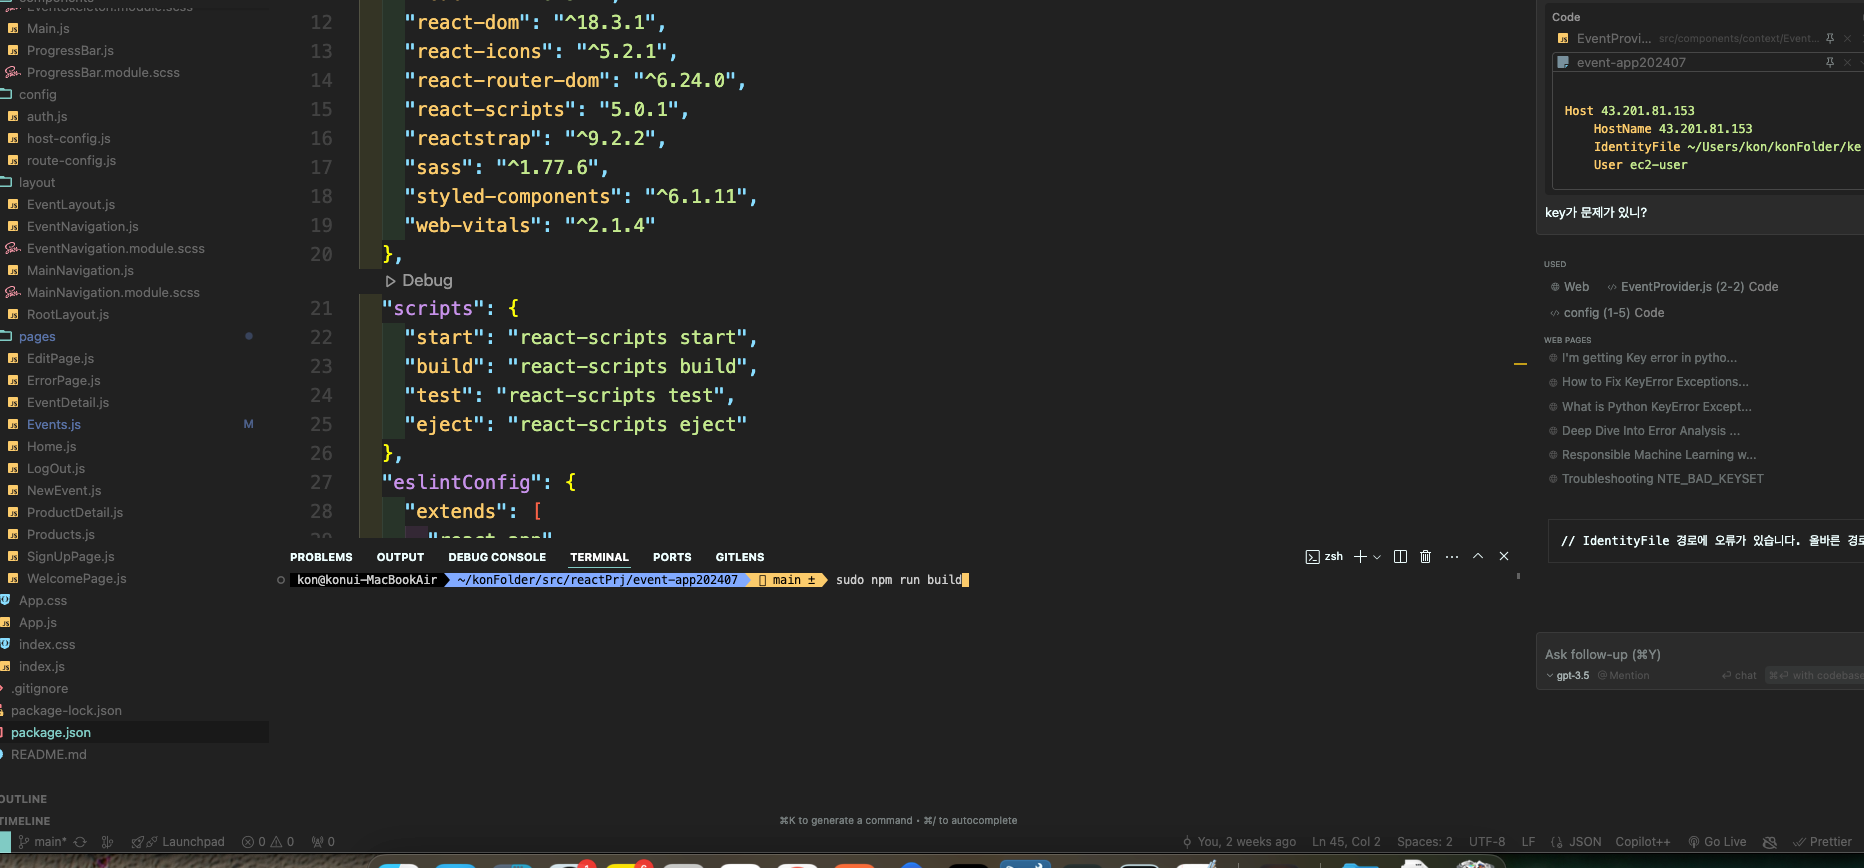 components
EventSkeleton.module.scss
Main.js
ProgressBar.js
ProgressBar.module.scss
config
auth.js
host-config.js
route-config.js
layout
EventLayout.js
EventNavigation.js
EventNavigation.module.scss
MainNavigation.js
MainNavigation.module.scss
RootLayout.js
pages
EditPage.js
ErrorPage.js
EventDetail.js
Events.js M
Home.js
LogOut.js
NewEvent.js
ProductDetail.js
Products.js
SignUpPage.js
WelcomePage.js
App.css
App.js
index.css
index.js
.gitignore
package-lock.json
package.json
README.md
OUTLINE
TIMELINE
12 "react-dom": "^18.3.1",
13 "react-icons": "^5.2.1",
14 "react-router-dom": "^6.24.0",
15 "react-scripts": "5.0.1",
16 "reactstrap": "^9.2.2",
17 "sass": "^1.77.6",
18 "styled-components": "^6.1.11",
19 "web-vitals": "^2.1.4"
20 },
Debug
21 "scripts": {
22 "start": "react-scripts start",
23 "build": "react-scripts build",
24 "test": "react-scripts test",
25 "eject": "react-scripts eject"
26 },
27 "eslintConfig": {
28 "extends": [
29 "react-app"
PROBLEMS OUTPUT DEBUG CONSOLE TERMINAL PORTS GITLENS
zsh
kon@konui-MacBookAir ~/konFolder/src/reactPrj/event-app202407 main ± sudo npm run build
⌘K to generate a command • ⌘/ to autocomplete
Code
EventProvi... src/components/context/Event...
event-app202407
Host 43.201.81.153
HostName 43.201.81.153
IdentityFile ~/Users/kon/konFolder/ke
User ec2-user
key가 문제가 있니?
USED
Web EventProvider.js (2-2) Code
config (1-5) Code
WEB PAGES
I'm getting Key error in pytho...
How to Fix KeyError Exceptions...
What is Python KeyError Except...
Deep Dive Into Error Analysis ...
Responsible Machine Learning w...
Troubleshooting NTE_BAD_KEYSET
// IdentityFile 경로에 오류가 있습니다. 올바른 경로
Ask follow-up (⌘Y)
gpt-3.5 @ Mention chat ⌘⏎ with codebase
main* Launchpad 0 0 0
You, 2 weeks ago Ln 45, Col 2 Spaces: 2 UTF-8 LF {} JSON Copilot++ Go Live Prettier